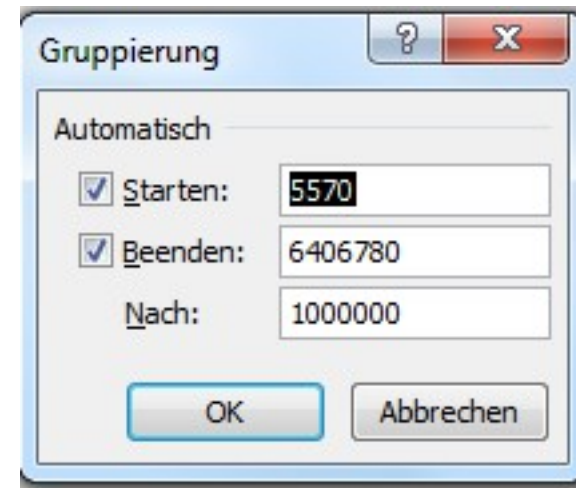 Gruppierung
Automatisch
Starten: 5570
Beenden: 6406780
Nach: 1000000
OK Abbrechen